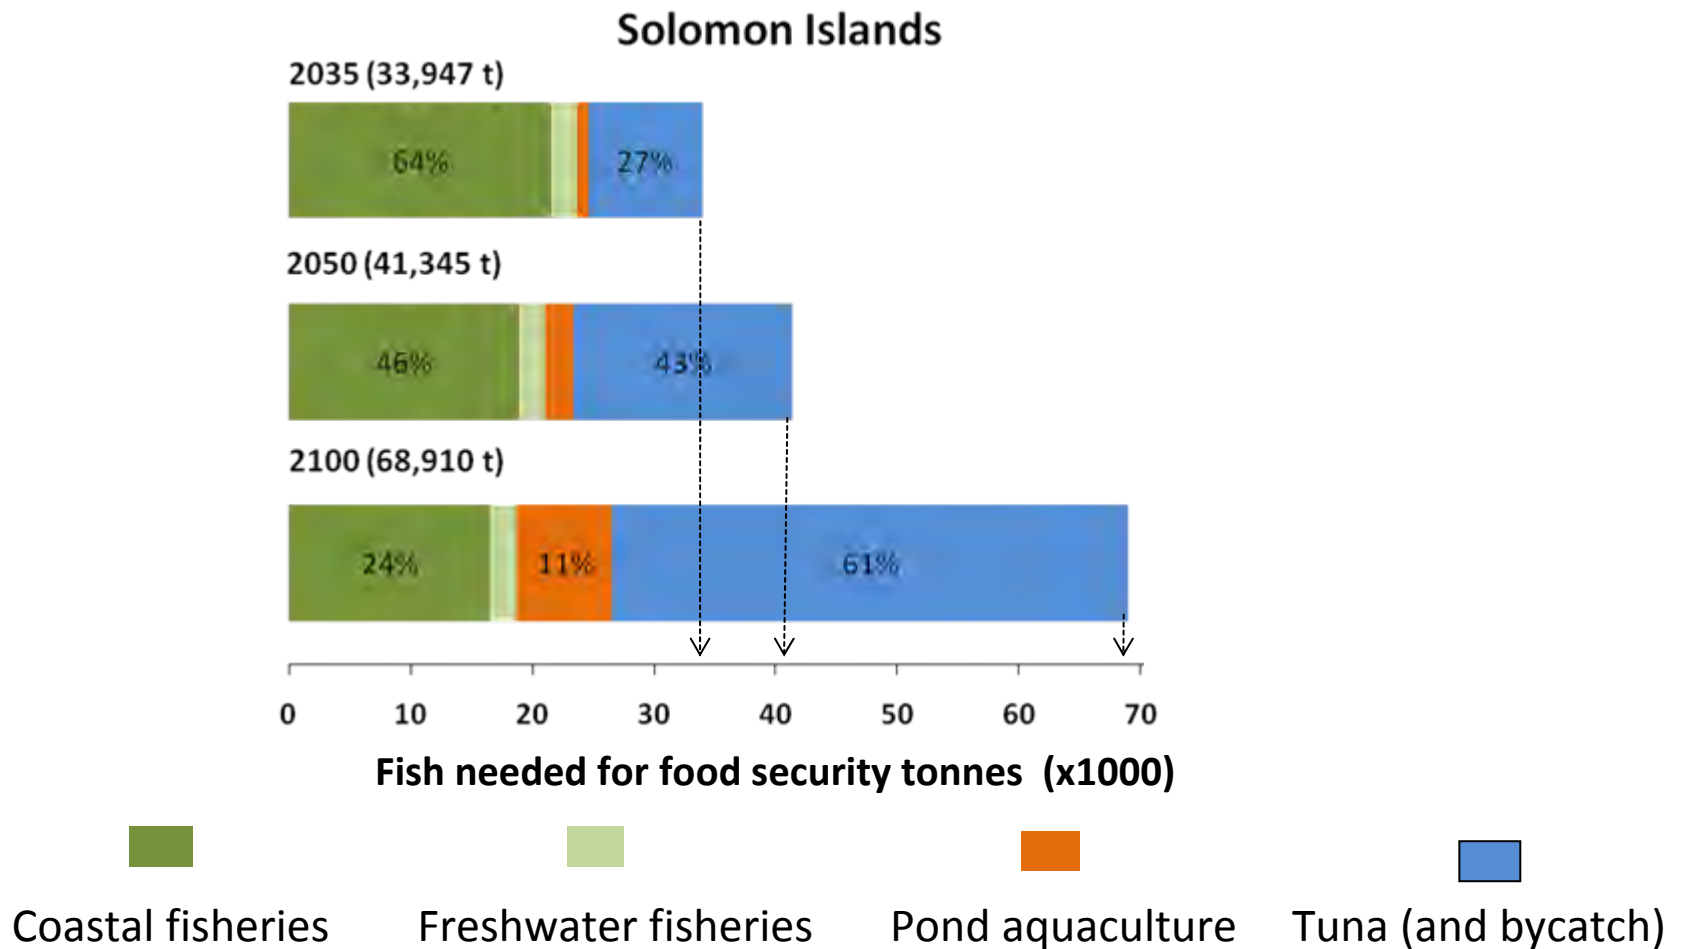 Solomon Islands
2035 (33,947 t)
64% 27%
2050 (41,345 t)
46% 43%
2100 (68,910 t)
24% 11% 61%
0 10 20 30 40 50 60 70
Fish needed for food security tonnes (x1000)
Coastal fisheries Freshwater fisheries Pond aquaculture Tuna (and bycatch)